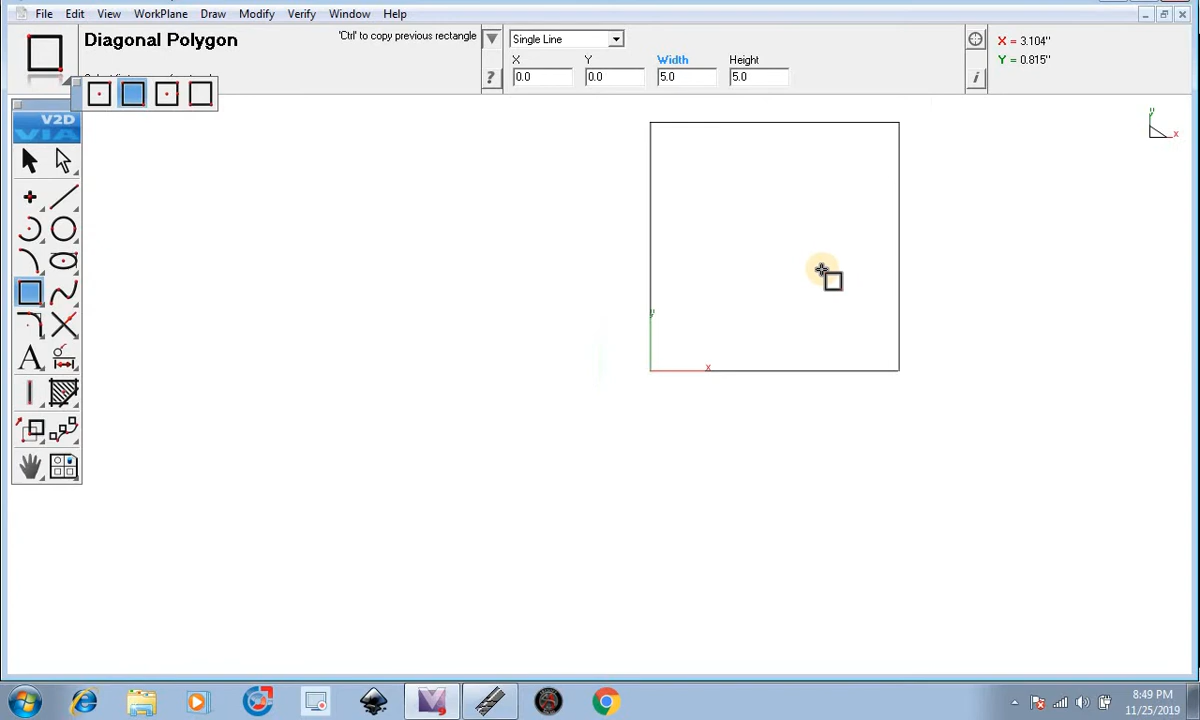 File Edit View WorkPlane Draw Modify Verify Window Help
Diagonal Polygon
'Ctrl' to copy previous rectangle
Single Line
X Y Width Height
0.0 0.0 5.0 5.0
X = 3.104"
Y = 0.815"
?
i
V2D
VIA
A
y
x
y
x
8:49 PM
11/25/2019